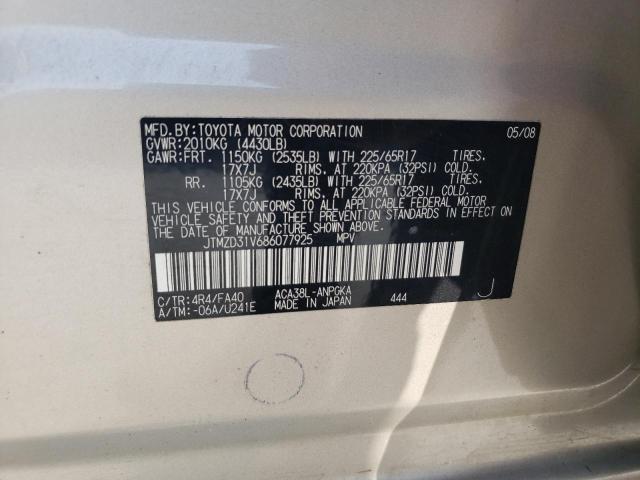 MFD.BY:TOYOTA MOTOR CORPORATION 05/08
GVWR:2010KG (4430LB)
GAWR:FRT. 1150KG (2535LB) WITH 225/65R17 TIRES.
17X7J RIMS. AT 220KPA (32PSI) COLD.
RR. 1105KG (2435LB) WITH 225/65R17 TIRES.
17X7J RIMS. AT 220KPA (32PSI) COLD.
THIS VEHICLE CONFORMS TO ALL APPLICABLE FEDERAL MOTOR
VEHICLE SAFETY AND THEFT PREVENTION STANDARDS IN EFFECT ON
THE DATE OF MANUFACTURE SHOWN ABOVE.
JTMZD31V686077925 MPV
C/TR:4R4/FA40 ACA38L-ANPGKA
A/TM:-06A/U241E MADE IN JAPAN 444 J